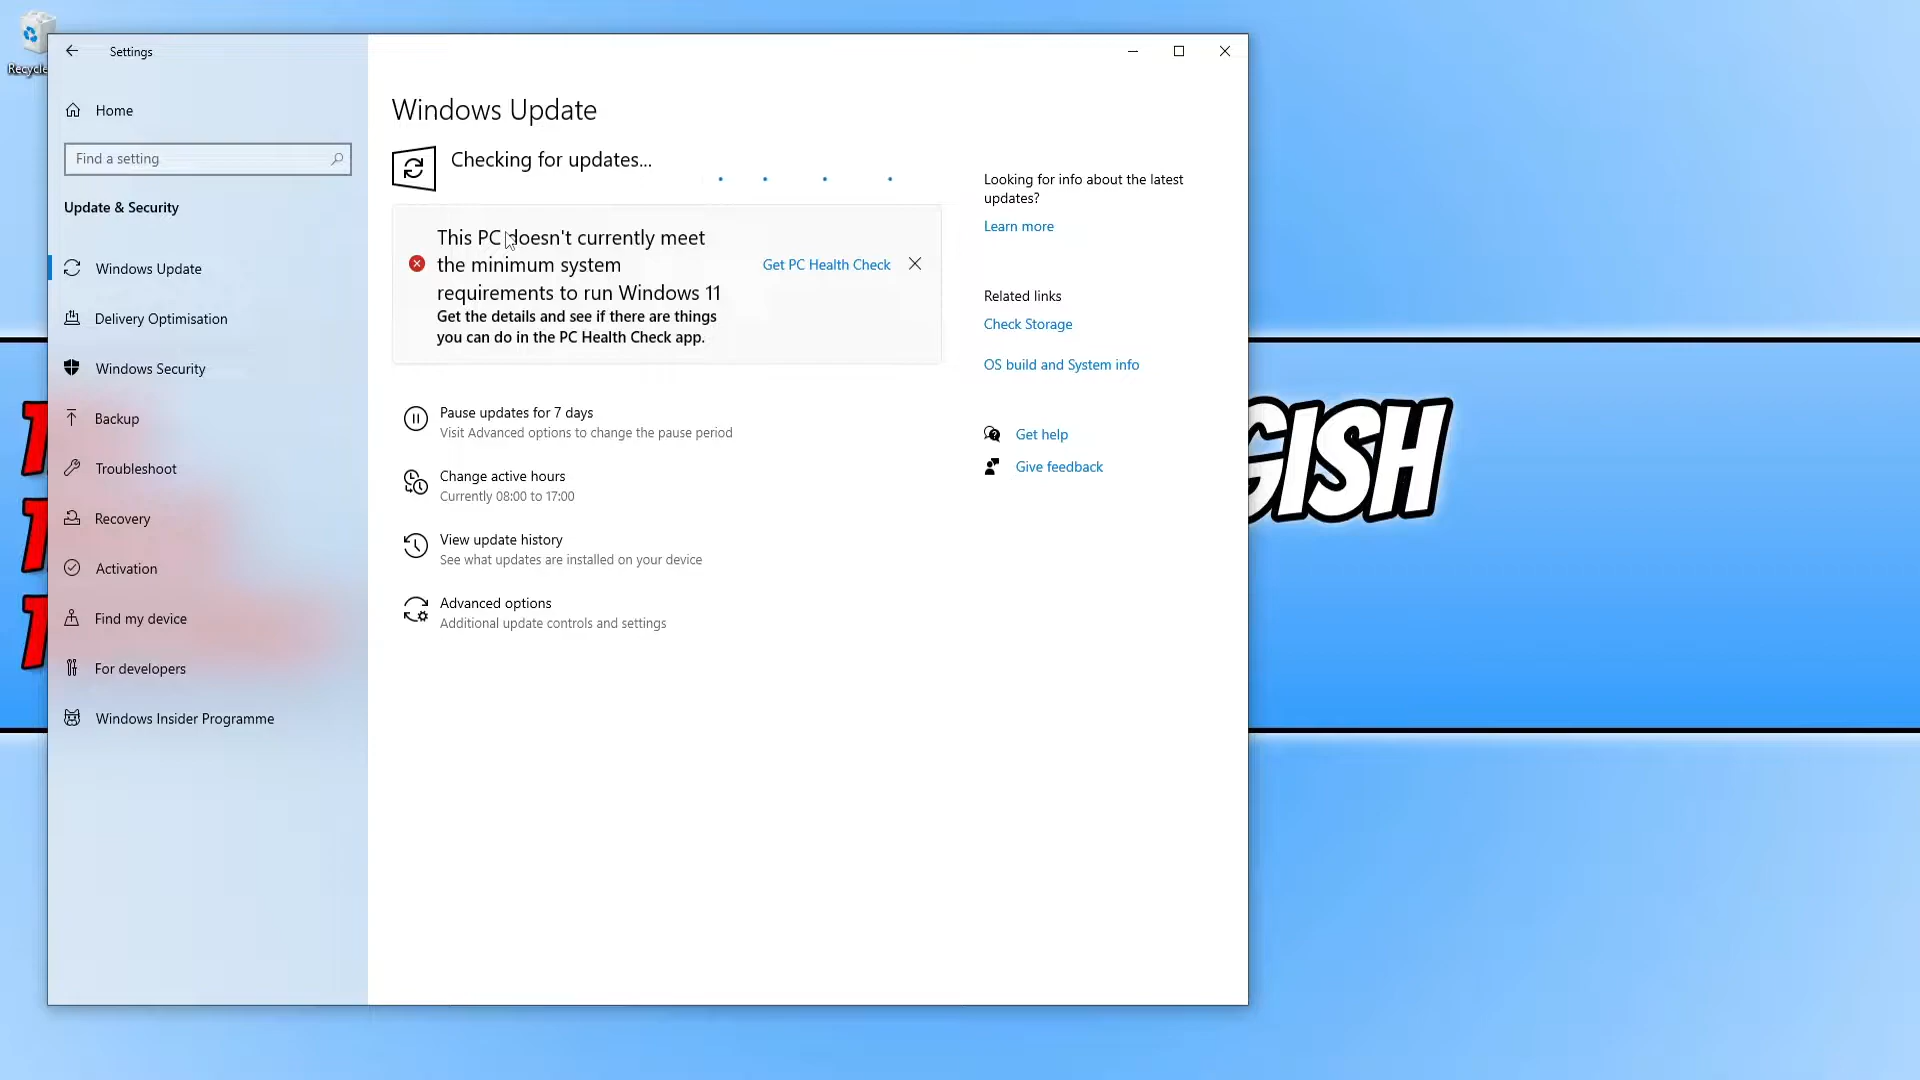 Recycle
Settings
Home
Find a setting
Update & Security
Windows Update
Delivery Optimisation
Windows Security
Backup
Troubleshoot
Recovery
Activation
Find my device
For developers
Windows Insider Programme
Windows Update
Checking for updates...
This PC doesn't currently meet
the minimum system
requirements to run Windows 11
Get the details and see if there are things
you can do in the PC Health Check app.
Get PC Health Check
Pause updates for 7 days
Visit Advanced options to change the pause period
Change active hours
Currently 08:00 to 17:00
View update history
See what updates are installed on your device
Advanced options
Additional update controls and settings
Looking for info about the latest
updates?
Learn more
Related links
Check Storage
OS build and System info
Get help
Give feedback
GISH